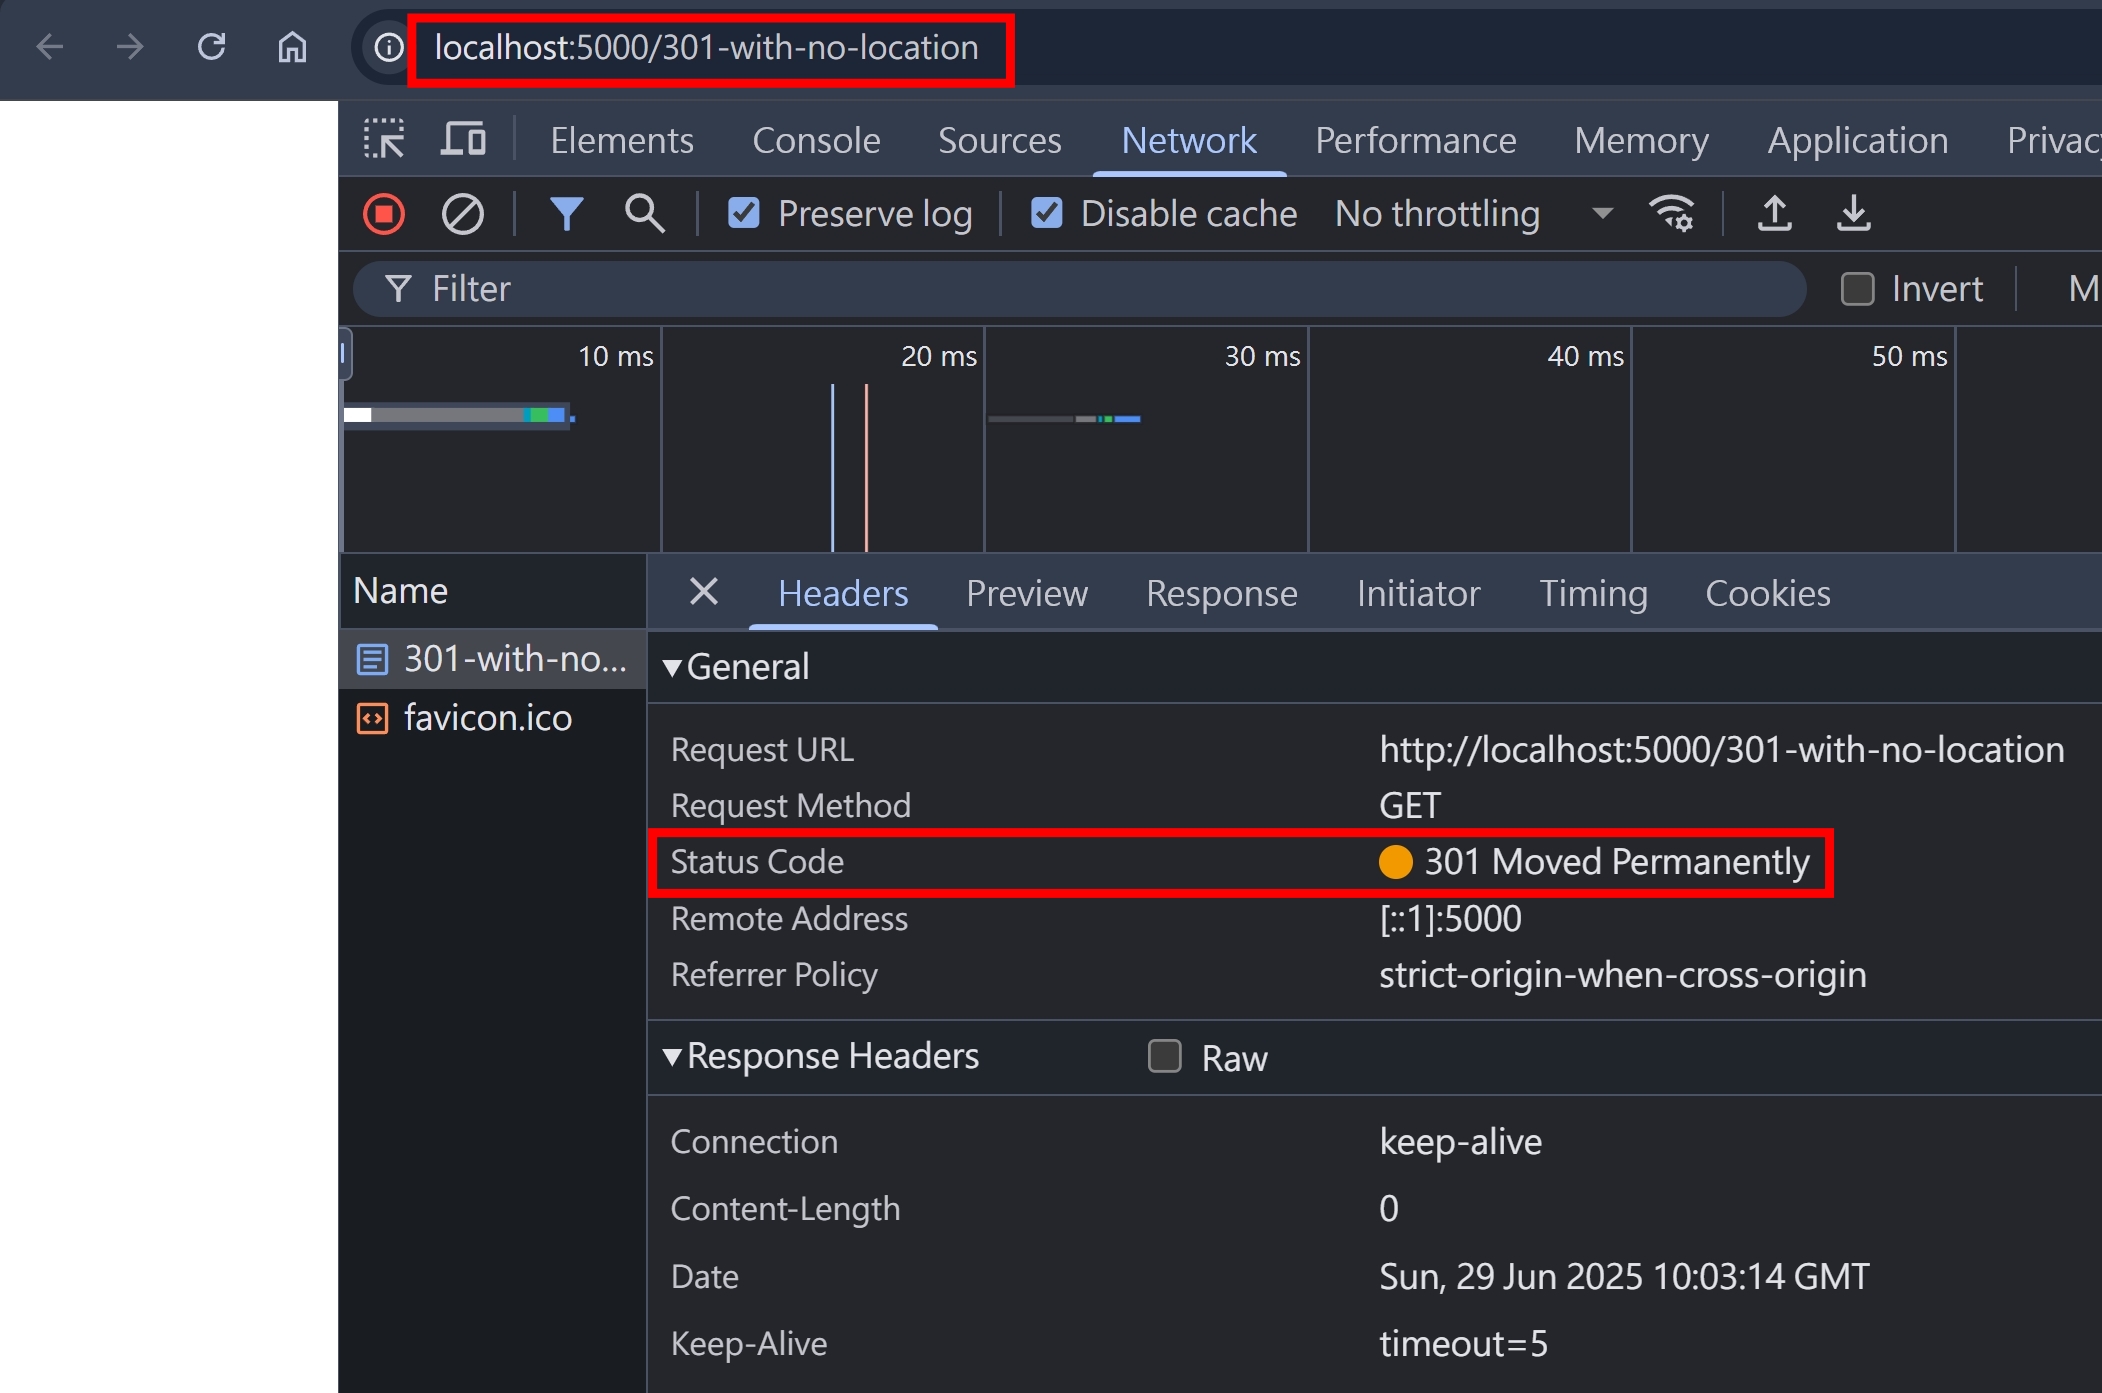 localhost:5000/301-with-no-location
Elements Console Sources Network Performance Memory Application Privac
Preserve log Disable cache No throttling
Filter Invert M
10 ms 20 ms 30 ms 40 ms 50 ms
Name Headers Preview Response Initiator Timing Cookies
301-with-no...
favicon.ico
General
Request URL http://localhost:5000/301-with-no-location
Request Method GET
Status Code 301 Moved Permanently
Remote Address [::1]:5000
Referrer Policy strict-origin-when-cross-origin
Response Headers Raw
Connection keep-alive
Content-Length 0
Date Sun, 29 Jun 2025 10:03:14 GMT
Keep-Alive timeout=5